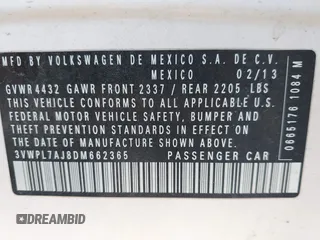 MFD BY VOLKSWAGEN DE MEXICO S.A. DE C.V.
MEXICO 02/13
GVWR 4432 GAWR FRONT 2337 / REAR 2205 LBS
THIS VEHICLE CONFORMS TO ALL APPLICABLE U.S.
FEDERAL MOTOR VEHICLE SAFETY, BUMPER AND
THEFT PREVENTION STANDARDS IN EFFECT ON
THE DATE OF MANUFACTURE SHOWN ABOVE
3VWPL7AJ8DM662365 PASSENGER CAR
0665176 1084 M
© WREPLBID